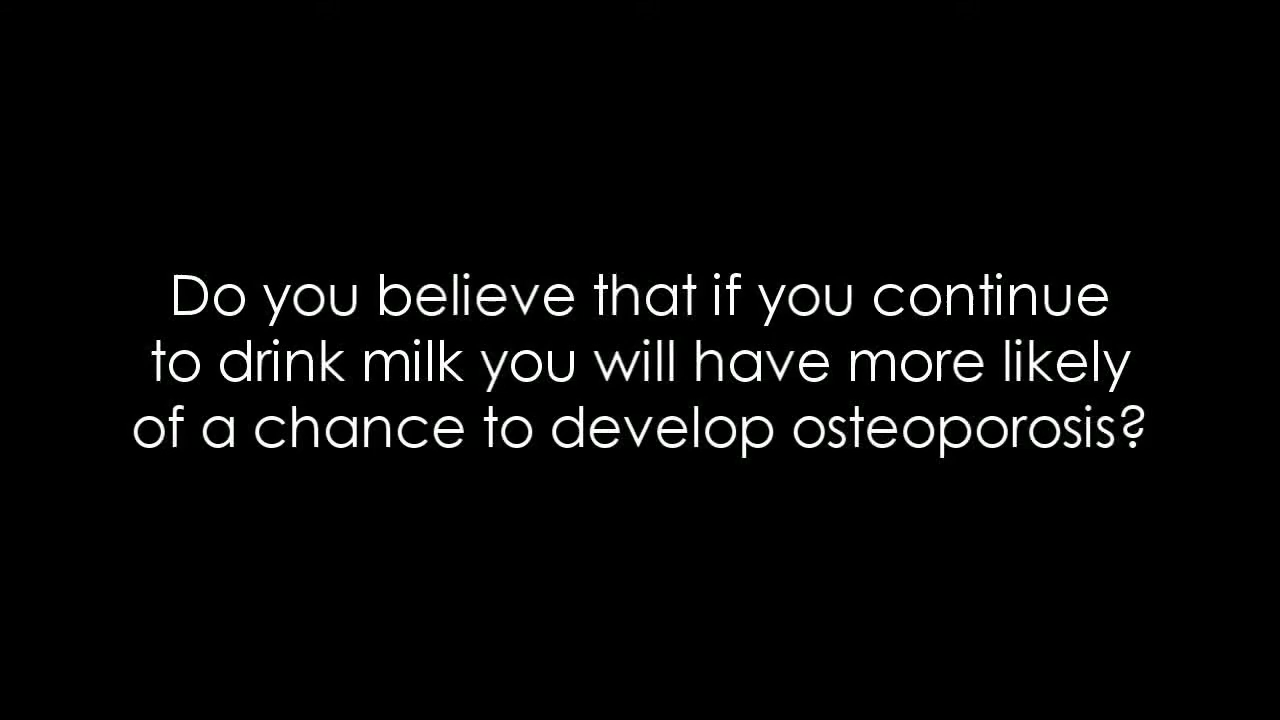 Do you believe that if you continue
to drink milk you will have more likely
of a chance to develop osteoporosis?